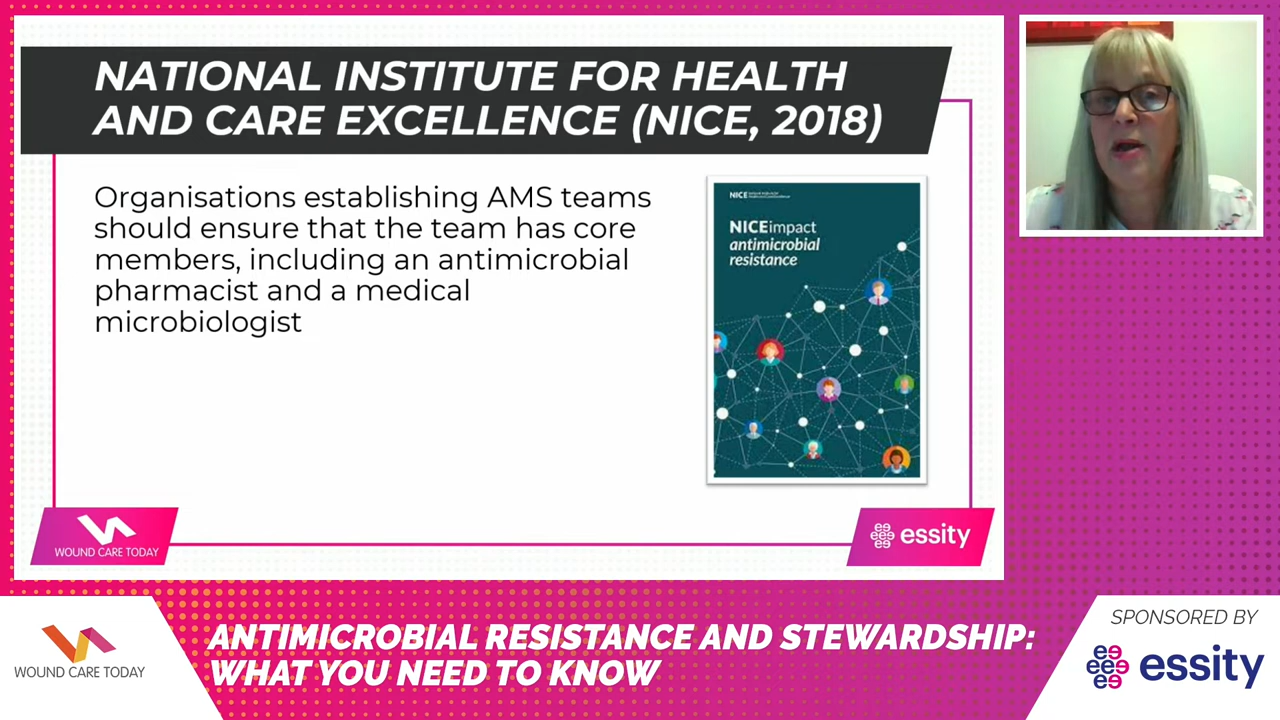 NATIONAL INSTITUTE FOR HEALTH
AND CARE EXCELLENCE (NICE, 2018)
Organisations establishing AMS teams
should ensure that the team has core
members, including an antimicrobial
pharmacist and a medical
microbiologist
NICE
NICEimpact
antimicrobial
resistance
WOUND CARE TODAY
essity
WOUND CARE TODAY
ANTIMICROBIAL RESISTANCE AND STEWARDSHIP:
WHAT YOU NEED TO KNOW
SPONSORED BY
essity